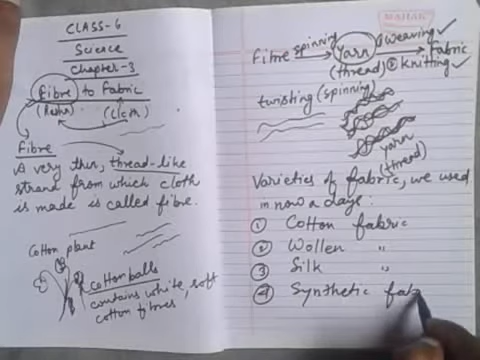 CLASS-6
Science
Chapter-3
Fibre to Fabric
Fibre
A very thin, thread-like
strand from which cloth
is made is called fibre.
Cotton plant
Cotton balls
contains white, soft
cotton fibres,
MAHAK
Fibre spinning Yarn ① weaving ✓ Fabric
(thread) ② knitting ✓
twisting (spinning)
yarn
(thread)
Varieties of fabric, we used
in now a days:
① Cotton fabric
② Wollen "
③ Silk "
④ Synthetic fab